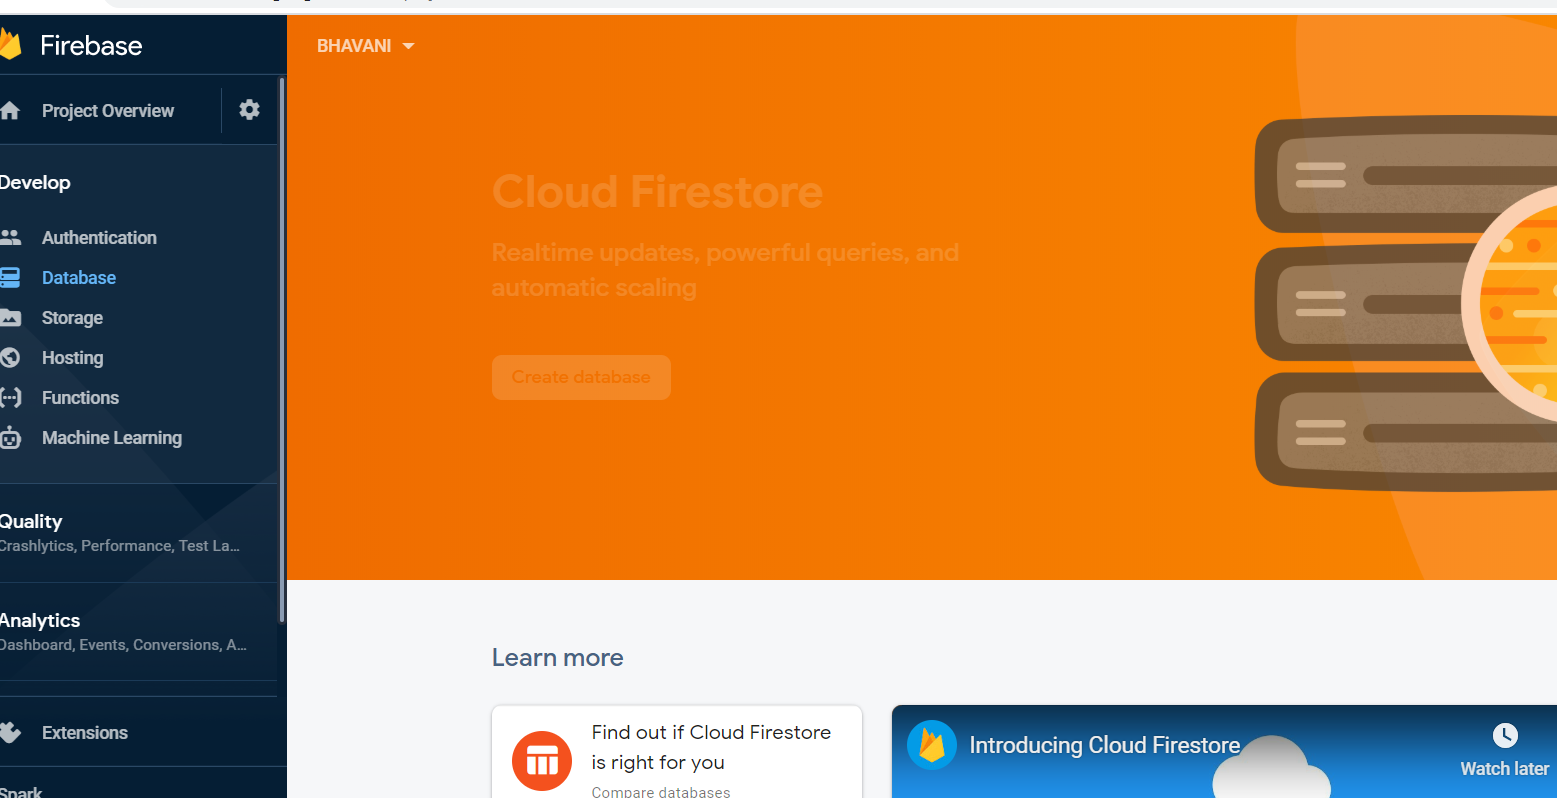 Firebase
BHAVANI
Project Overview
Develop
Authentication
Database
Storage
Hosting
Functions
Machine Learning
Quality
Crashlytics, Performance, Test La...
Analytics
Dashboard, Events, Conversions, A...
Extensions
Spark
Cloud Firestore
Realtime updates, powerful queries, and
automatic scaling
Create database
Learn more
Find out if Cloud Firestore
is right for you
Compare databases
Introducing Cloud Firestore
Watch later